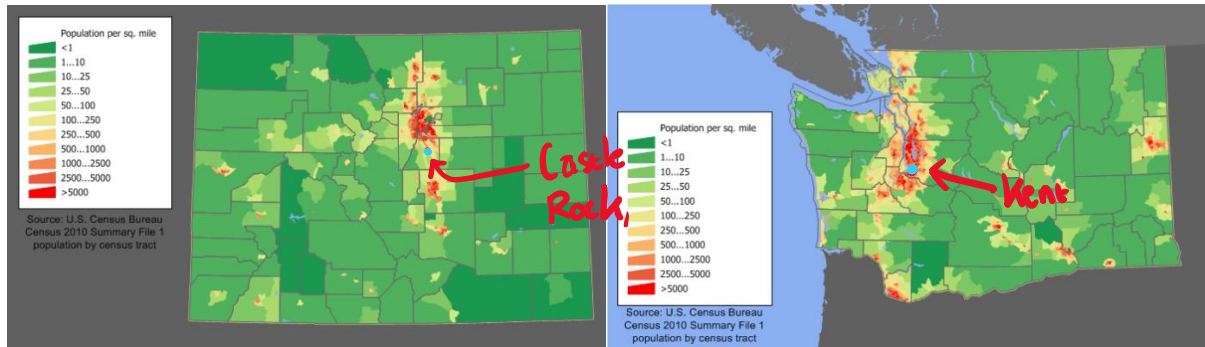 Population per sq. mile
<1
1...10
10...25
25...50
50...100
100...250
250...500
500...1000
1000...2500
2500...5000
>5000
Source: U.S. Census Bureau
Census 2010 Summary File 1
population by census tract
Castle
Rock,
Population per sq. mile
<1
1...10
10...25
25...50
50...100
100...250
250...500
500...1000
1000...2500
2500...5000
>5000
Source: U.S. Census Bureau
Census 2010 Summary File 1
population by census tract
Kent